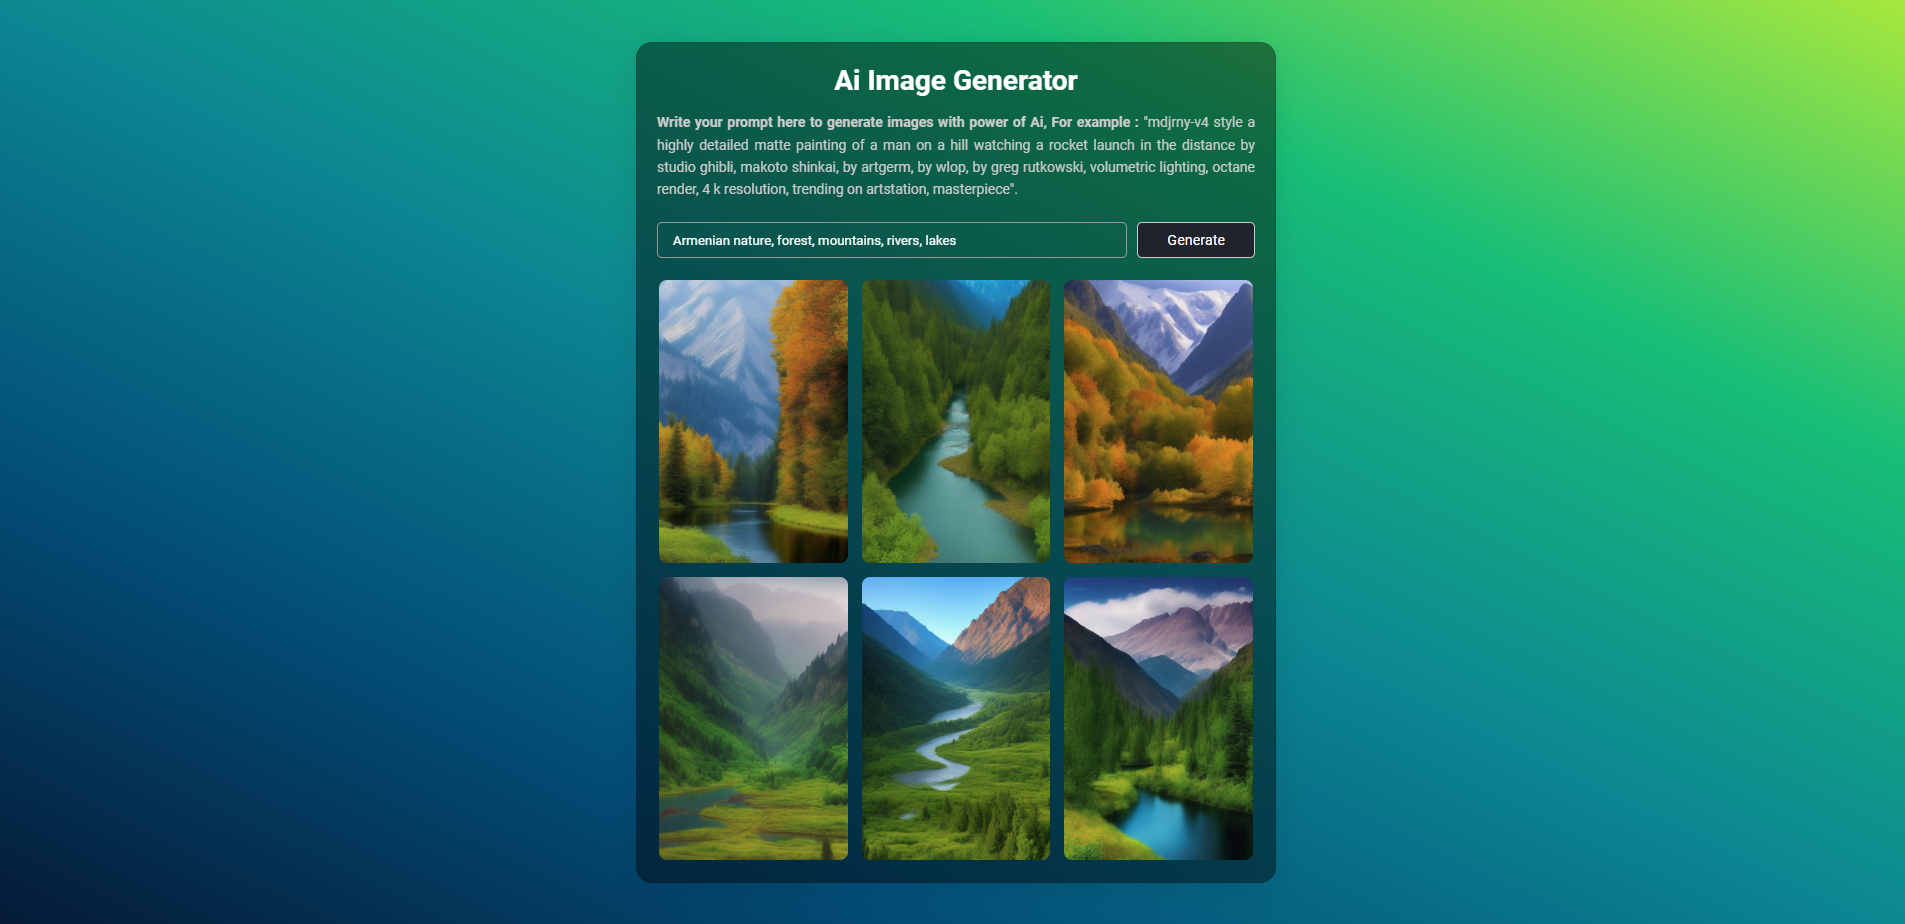 Ai Image Generator
Write your prompt here to generate images with power of Ai, For example : "mdjrny-v4 style a
highly detailed matte painting of a man on a hill watching a rocket launch in the distance by
studio ghibli, makoto shinkai, by artgerm, by wlop, by greg rutkowski, volumetric lighting, octane
render, 4 k resolution, trending on artstation, masterpiece".
Armenian nature, forest, mountains, rivers, lakes
Generate